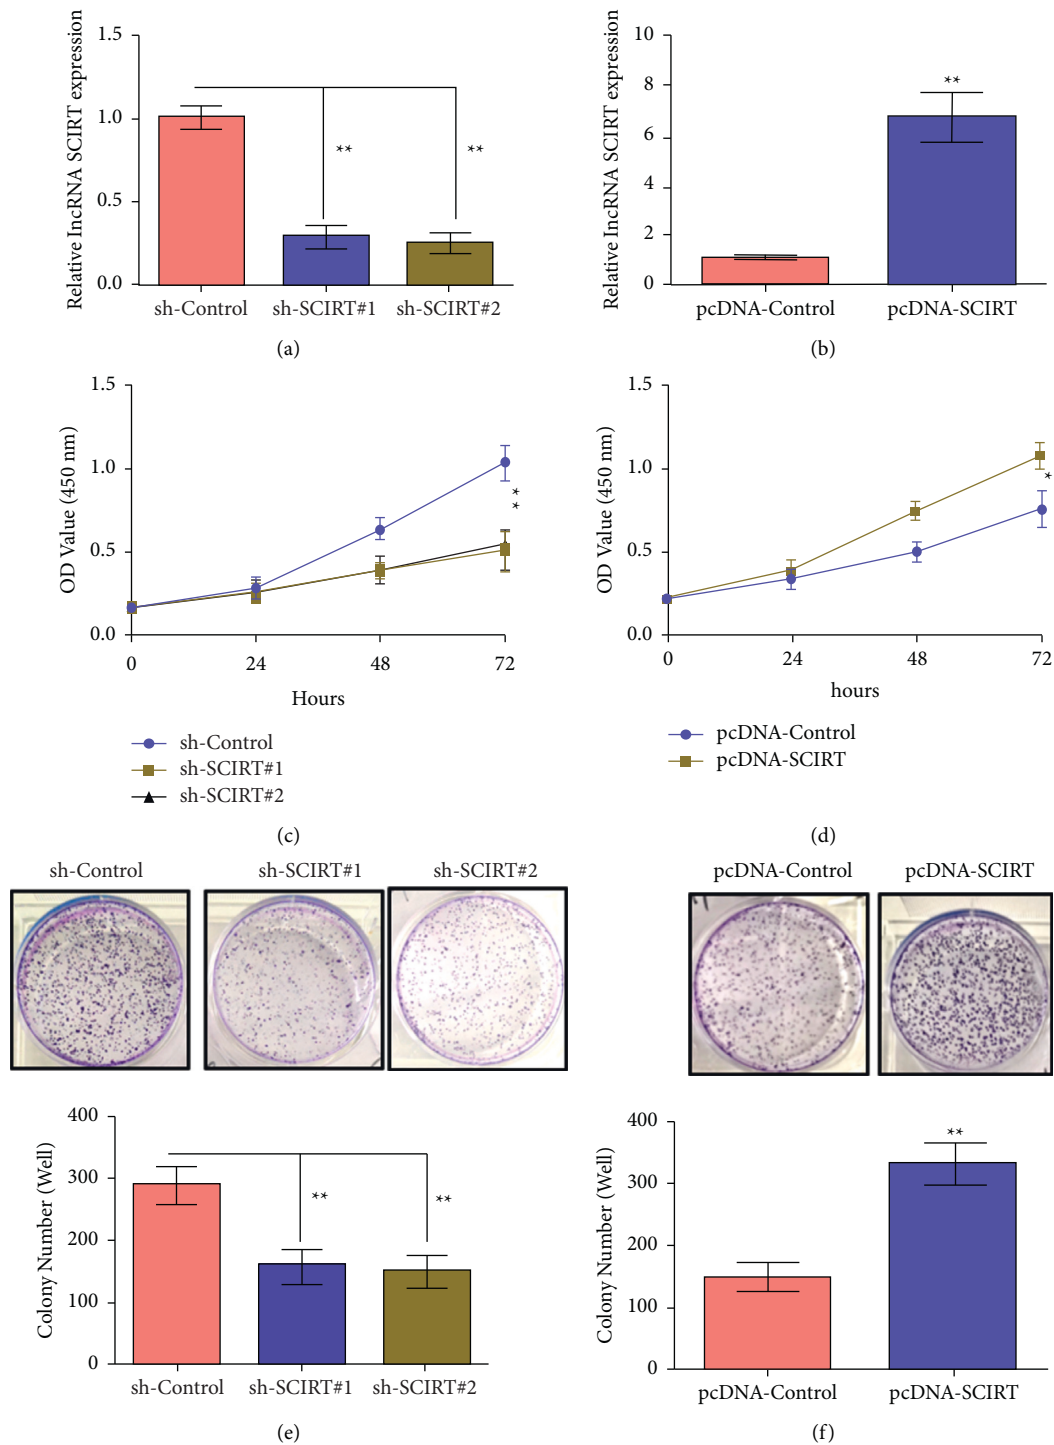 Relative lncRNA SCIRT expression
1.5
1.0
0.5
0.0
**
**
sh-Control
sh-SCIRT#1
sh-SCIRT#2
(a)
Relative lncRNA SCIRT expression
10
8
6
4
2
0
**
pcDNA-Control
pcDNA-SCIRT
(b)
OD Value (450 nm)
1.5
1.0
0.5
0.0
**
0
24
48
72
Hours
sh-Control
sh-SCIRT#1
sh-SCIRT#2
(c)
OD Value (450 nm)
1.5
1.0
0.5
0.0
*
0
24
48
72
hours
pcDNA-Control
pcDNA-SCIRT
(d)
sh-Control
sh-SCIRT#1
sh-SCIRT#2
Colony Number (Well)
400
300
200
100
0
**
**
sh-Control
sh-SCIRT#1
sh-SCIRT#2
(e)
pcDNA-Control
pcDNA-SCIRT
Colony Number (Well)
400
300
200
100
0
**
pcDNA-Control
pcDNA-SCIRT
(f)